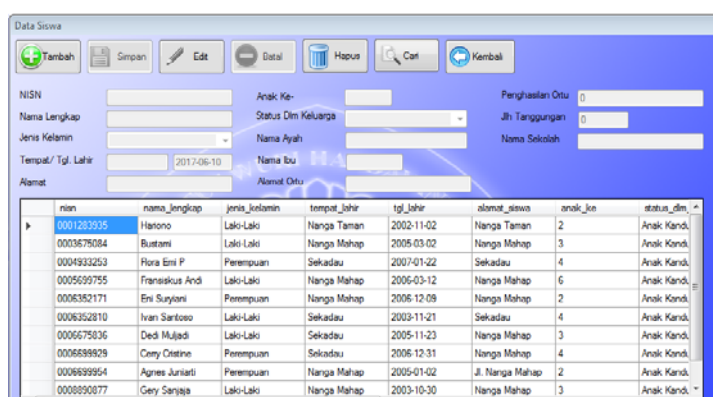 Data Siswa
Tambah Simpan Edit Batal Hapus Cari Kembali
NISN Anak Ke- Penghasilan Ortu 0
Nama Lengkap Status Dlm Keluarga Jlh Tanggungan 0
Jenis Kelamin Nama Ayah Nama Sekolah
Tempat/ Tgl. Lahir 2017-06-10 Nama Ibu
Alamat Alamat Ortu
nisn nama_lengkap jenis_kelamin tempat_lahir tgl_lahir alamat_siswa anak_ke status_dlm_
0001283935 Hariono Laki-Laki Nanga Taman 2002-11-02 Nanga Taman 2 Anak Kandu
0003675084 Bustami Laki-Laki Nanga Mahap 2005-03-02 Nanga Mahap 3 Anak Kandu
0004933253 Flora Erni P Perempuan Sekadau 2007-01-22 Sekadau 4 Anak Kandu
0005699755 Fransiskus Andi Laki-Laki Nanga Mahap 2006-03-12 Nanga Mahap 6 Anak Kandu
0006352171 Eni Suryiani Perempuan Nanga Mahap 2006-12-09 Nanga Mahap 2 Anak Kandu
0006352810 Ivan Santoso Laki-Laki Sekadau 2003-11-21 Sekadau 4 Anak Kandu
0006675836 Dedi Muljadi Laki-Laki Sekadau 2005-11-23 Nanga Mahap 3 Anak Kandu
0006699929 Cerry Cristine Perempuan Sekadau 2006-12-31 Nanga Mahap 4 Anak Kandu
0006699954 Agnes Juniarti Perempuan Nanga Mahap 2005-01-02 Jl. Nanga Mahap 2 Anak Kandu
0008890877 Gery Sanjaja Laki-Laki Nanga Mahap 2003-10-30 Nanga Mahap 3 Anak Kandu